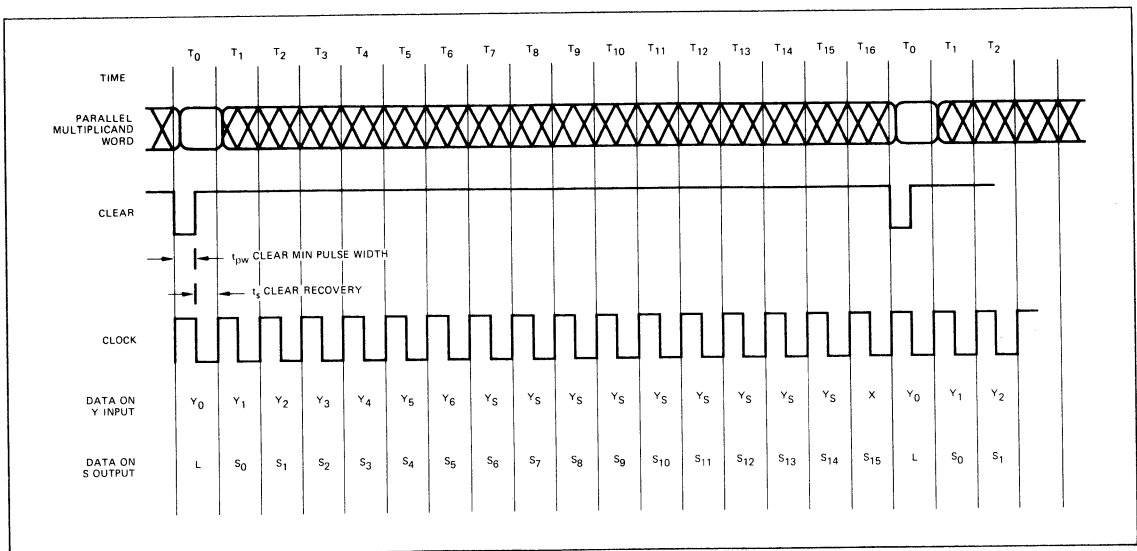 T0 T1 T2 T3 T4 T5 T6 T7 T8 T9 T10 T11 T12 T13 T14 T15 T16 T0 T1 T2
TIME
PARALLEL
MULTIPLICAND
WORD
CLEAR
tpw CLEAR MIN PULSE WIDTH
ts CLEAR RECOVERY
CLOCK
DATA ON
Y INPUT
Y0 Y1 Y2 Y3 Y4 Y5 Y6 YS YS YS YS YS YS YS YS YS X Y0 Y1 Y2
DATA ON
S OUTPUT
L S0 S1 S2 S3 S4 S5 S6 S7 S8 S9 S10 S11 S12 S13 S14 S15 L S0 S1